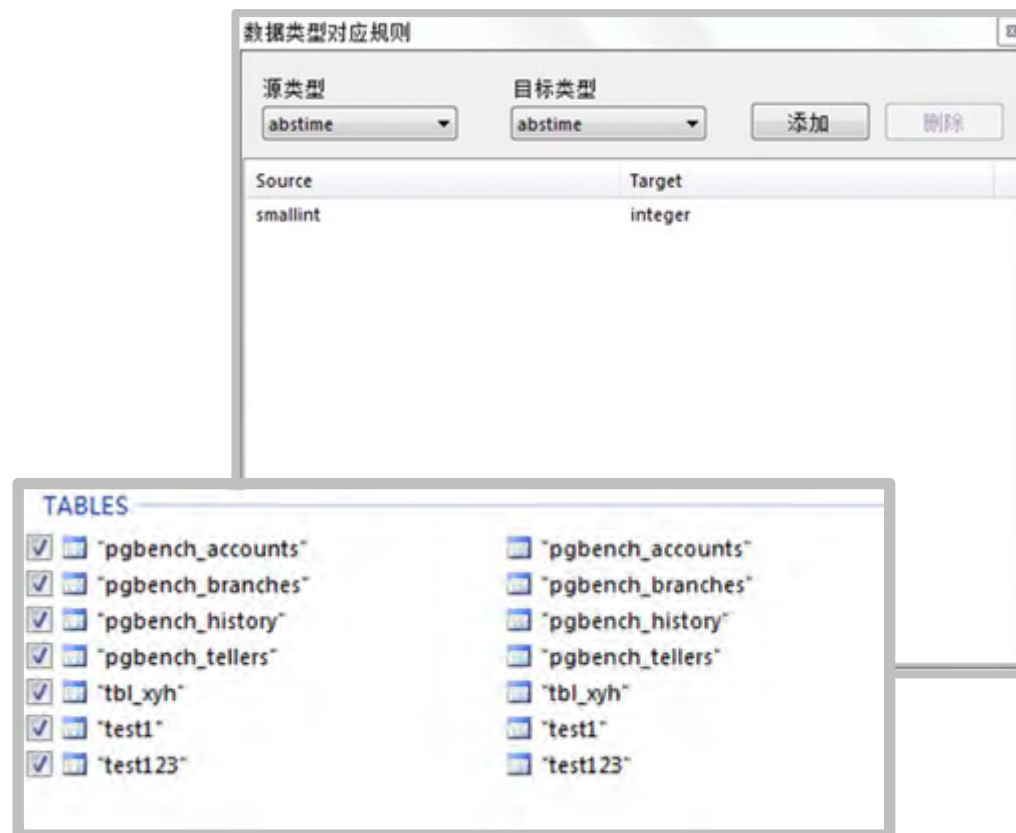 数据类型对应规则
源类型 目标类型
abstime abstime 添加 删除
Source Target
smallint integer
TABLES
"pgbench_accounts" "pgbench_accounts"
"pgbench_branches" "pgbench_branches"
"pgbench_history" "pgbench_history"
"pgbench_tellers" "pgbench_tellers"
"tbl_xyh" "tbl_xyh"
"test1" "test1"
"test123" "test123"